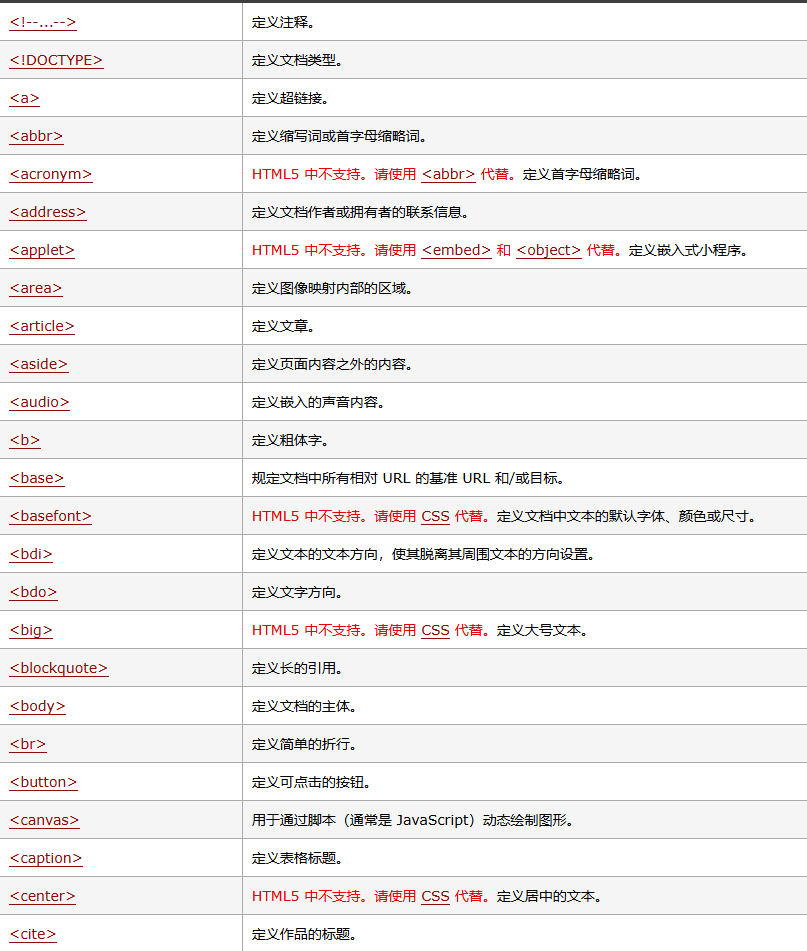 <!--...--> 定义注释。
<!DOCTYPE> 定义文档类型。
<a> 定义超链接。
<abbr> 定义缩写词或首字母缩略词。
<acronym> HTML5 中不支持。请使用 <abbr> 代替。定义首字母缩略词。
<address> 定义文档作者或拥有者的联系信息。
<applet> HTML5 中不支持。请使用 <embed> 和 <object> 代替。定义嵌入式小程序。
<area> 定义图像映射内部的区域。
<article> 定义文章。
<aside> 定义页面内容之外的内容。
<audio> 定义嵌入的声音内容。
<b> 定义粗体字。
<base> 规定文档中所有相对 URL 的基准 URL 和/或目标。
<basefont> HTML5 中不支持。请使用 CSS 代替。定义文档中文本的默认字体、颜色或尺寸。
<bdi> 定义文本的文本方向，使其脱离其周围文本的方向设置。
<bdo> 定义文字方向。
<big> HTML5 中不支持。请使用 CSS 代替。定义大号文本。
<blockquote> 定义长的引用。
<body> 定义文档的主体。
<br> 定义简单的折行。
<button> 定义可点击的按钮。
<canvas> 用于通过脚本（通常是 JavaScript）动态绘制图形。
<caption> 定义表格标题。
<center> HTML5 中不支持。请使用 CSS 代替。定义居中的文本。
<cite> 定义作品的标题。